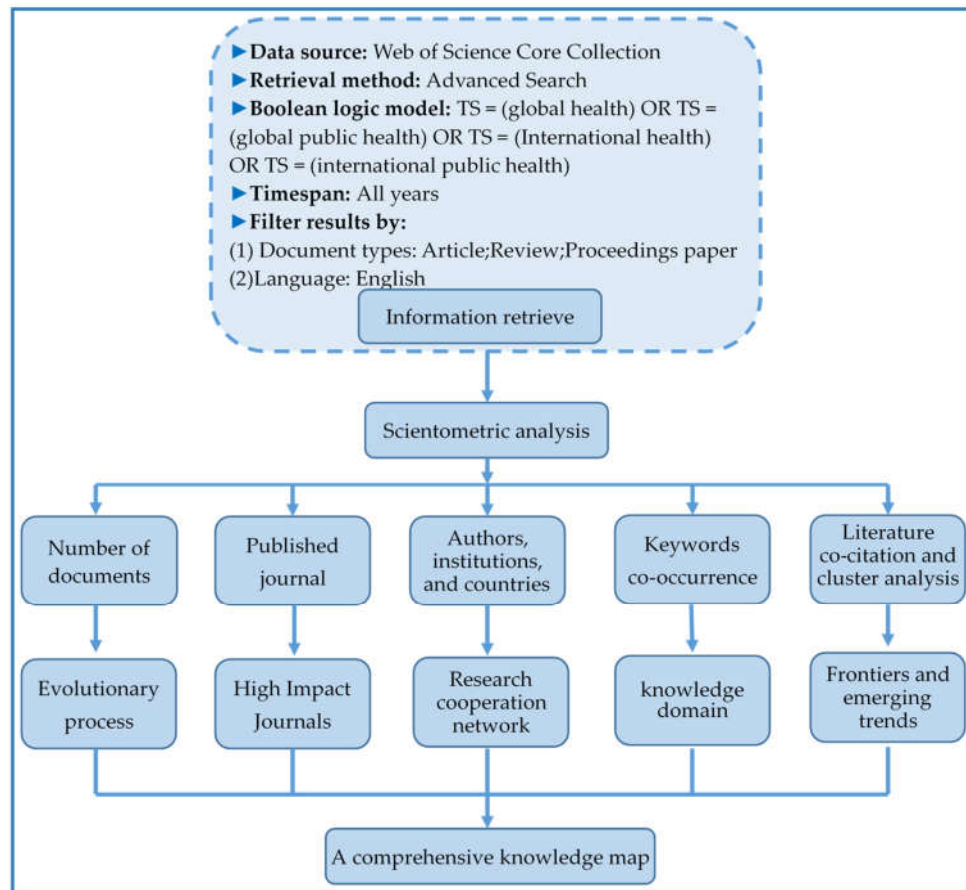 ►Data source: Web of Science Core Collection
►Retrieval method: Advanced Search
►Boolean logic model: TS = (global health) OR TS =
(global public health) OR TS = (International health)
OR TS = (international public health)
►Timespan: All years
►Filter results by:
(1) Document types: Article;Review;Proceedings paper
(2)Language: English
Information retrieve
Scientometric analysis
Number of
documents
Published
journal
Authors,
institutions,
and countries
Keywords
co-occurrence
Literature
co-citation and
cluster analysis
Evolutionary
process
High Impact
Journals
Research
cooperation
network
knowledge
domain
Frontiers and
emerging
trends
A comprehensive knowledge map